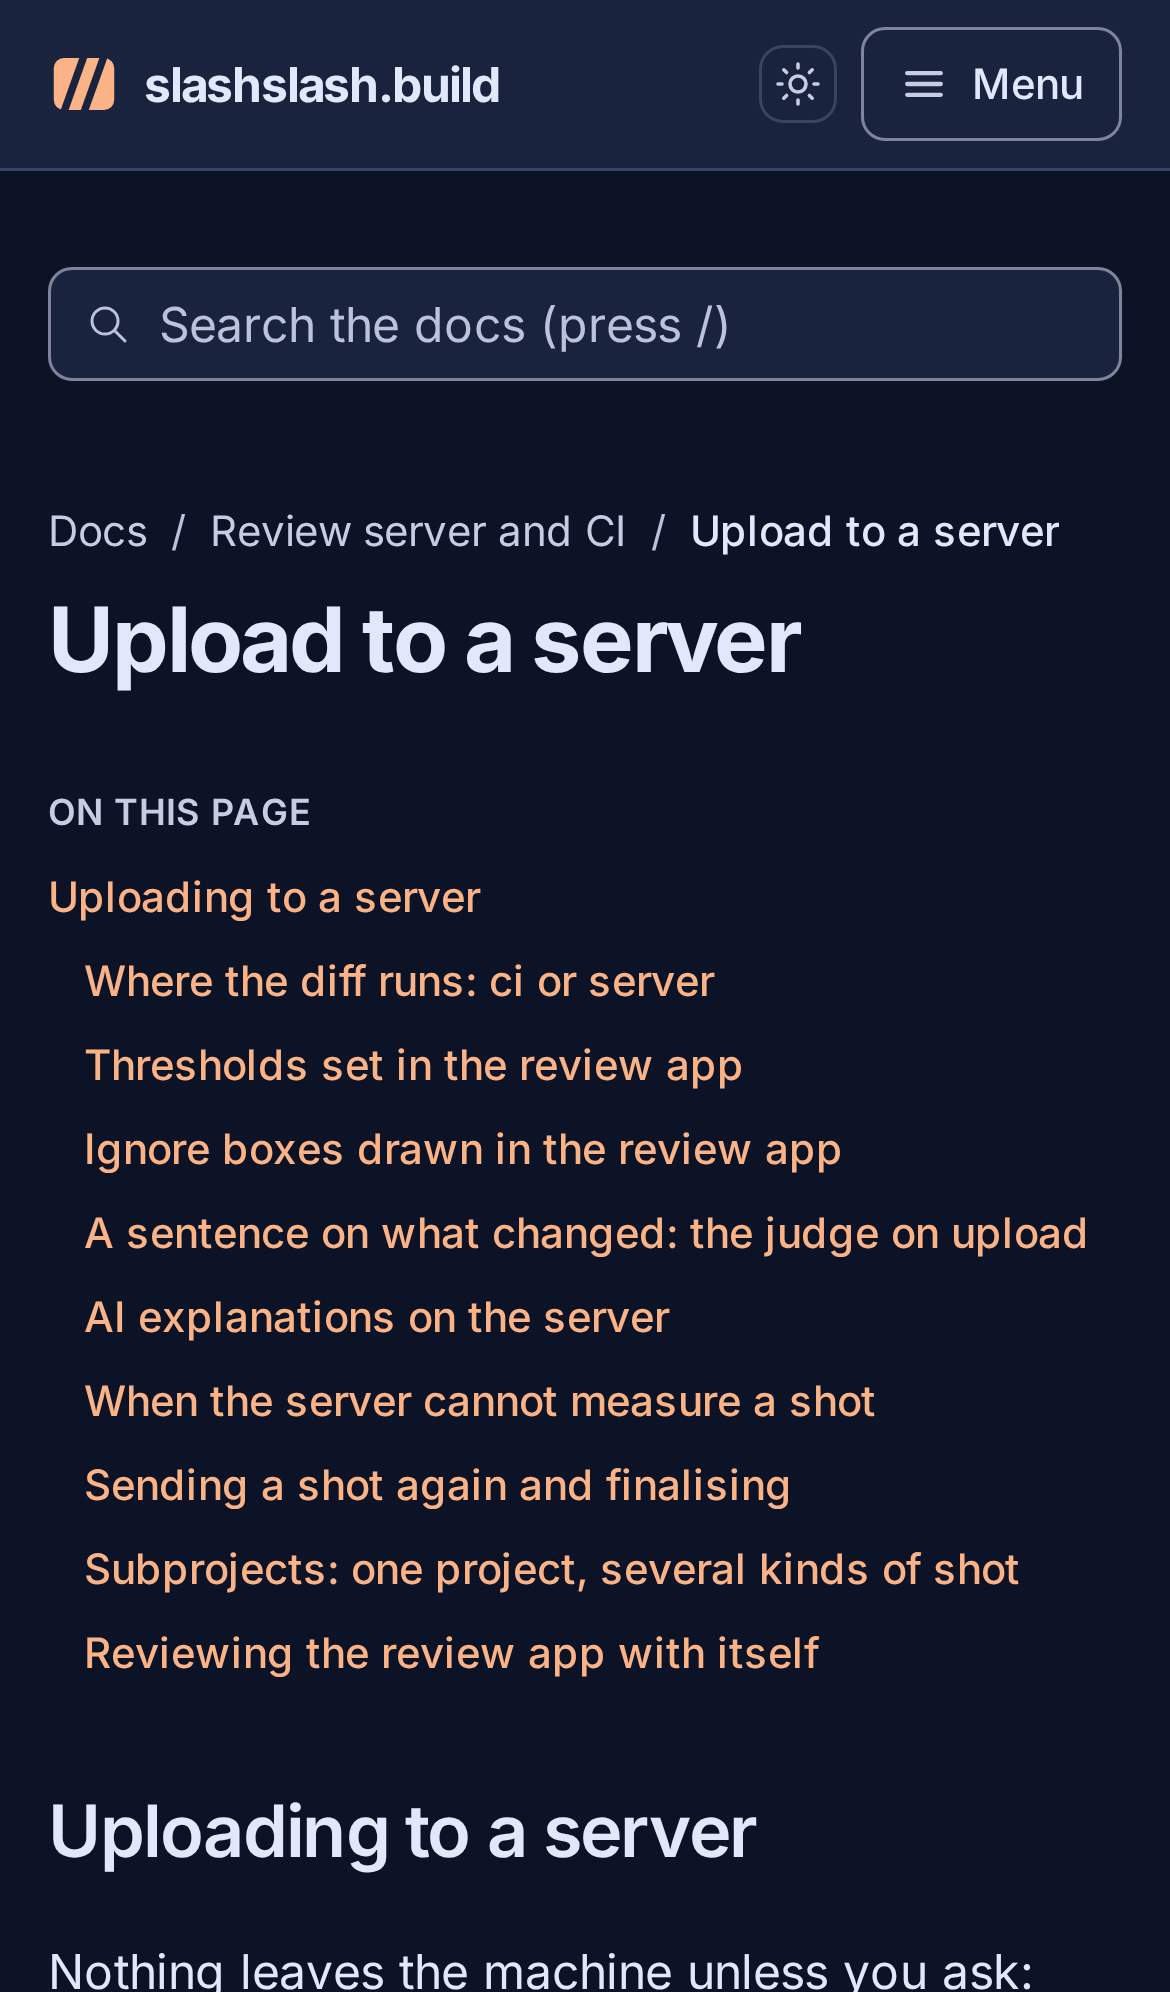 slashslash.build
Menu
Search the docs (press /)
Docs / Review server and CI / Upload to a server
Upload to a server
ON THIS PAGE
Uploading to a server
Where the diff runs: ci or server
Thresholds set in the review app
Ignore boxes drawn in the review app
A sentence on what changed: the judge on upload
AI explanations on the server
When the server cannot measure a shot
Sending a shot again and finalising
Subprojects: one project, several kinds of shot
Reviewing the review app with itself
Uploading to a server
Nothing leaves the machine unless you ask: